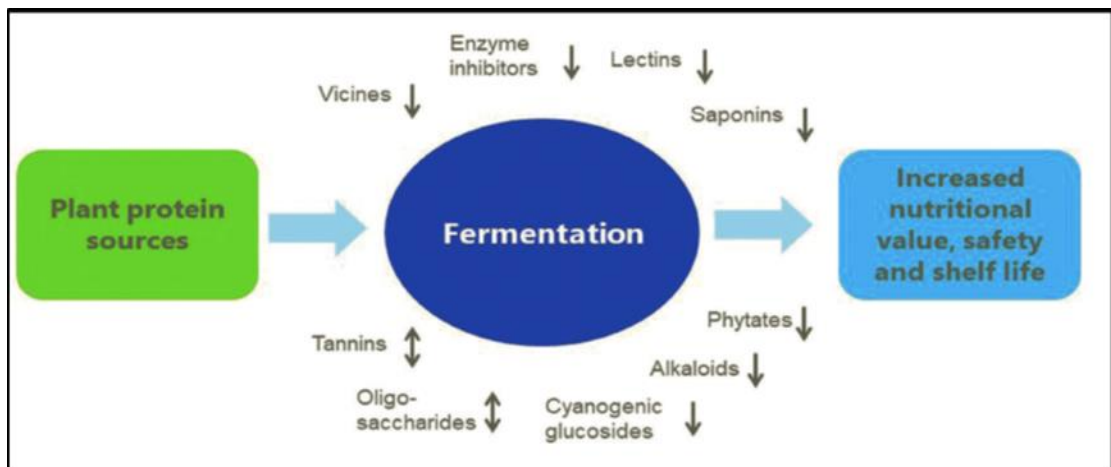 Enzyme
inhibitors
Lectins
Vicines
Saponins
Plant protein
sources
Fermentation
Increased
nutritional
value, safety
and shelf life
Tannins
Phytates
Alkaloids
Oligo-
saccharides
Cyanogenic
glucosides